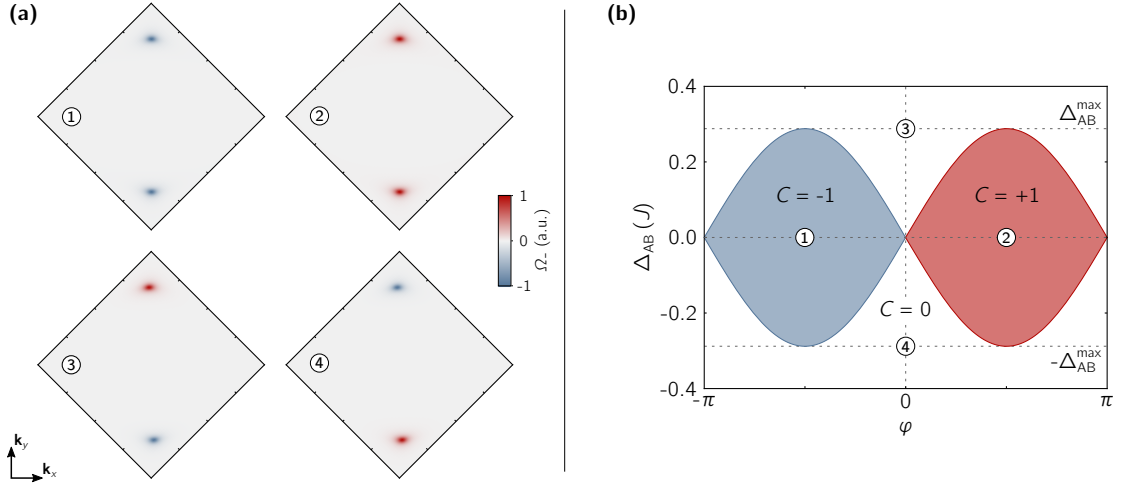 (a)
①
②
③
④
1
0
-1
Ω₋ (a.u.)
k_y
k_x
(b)
0.4
0.2
0.0
-0.2
-0.4
Δ_AB (J)
Δ_AB^max
-Δ_AB^max
③
C = -1
C = +1
①
②
C = 0
④
-π
0
π
φ